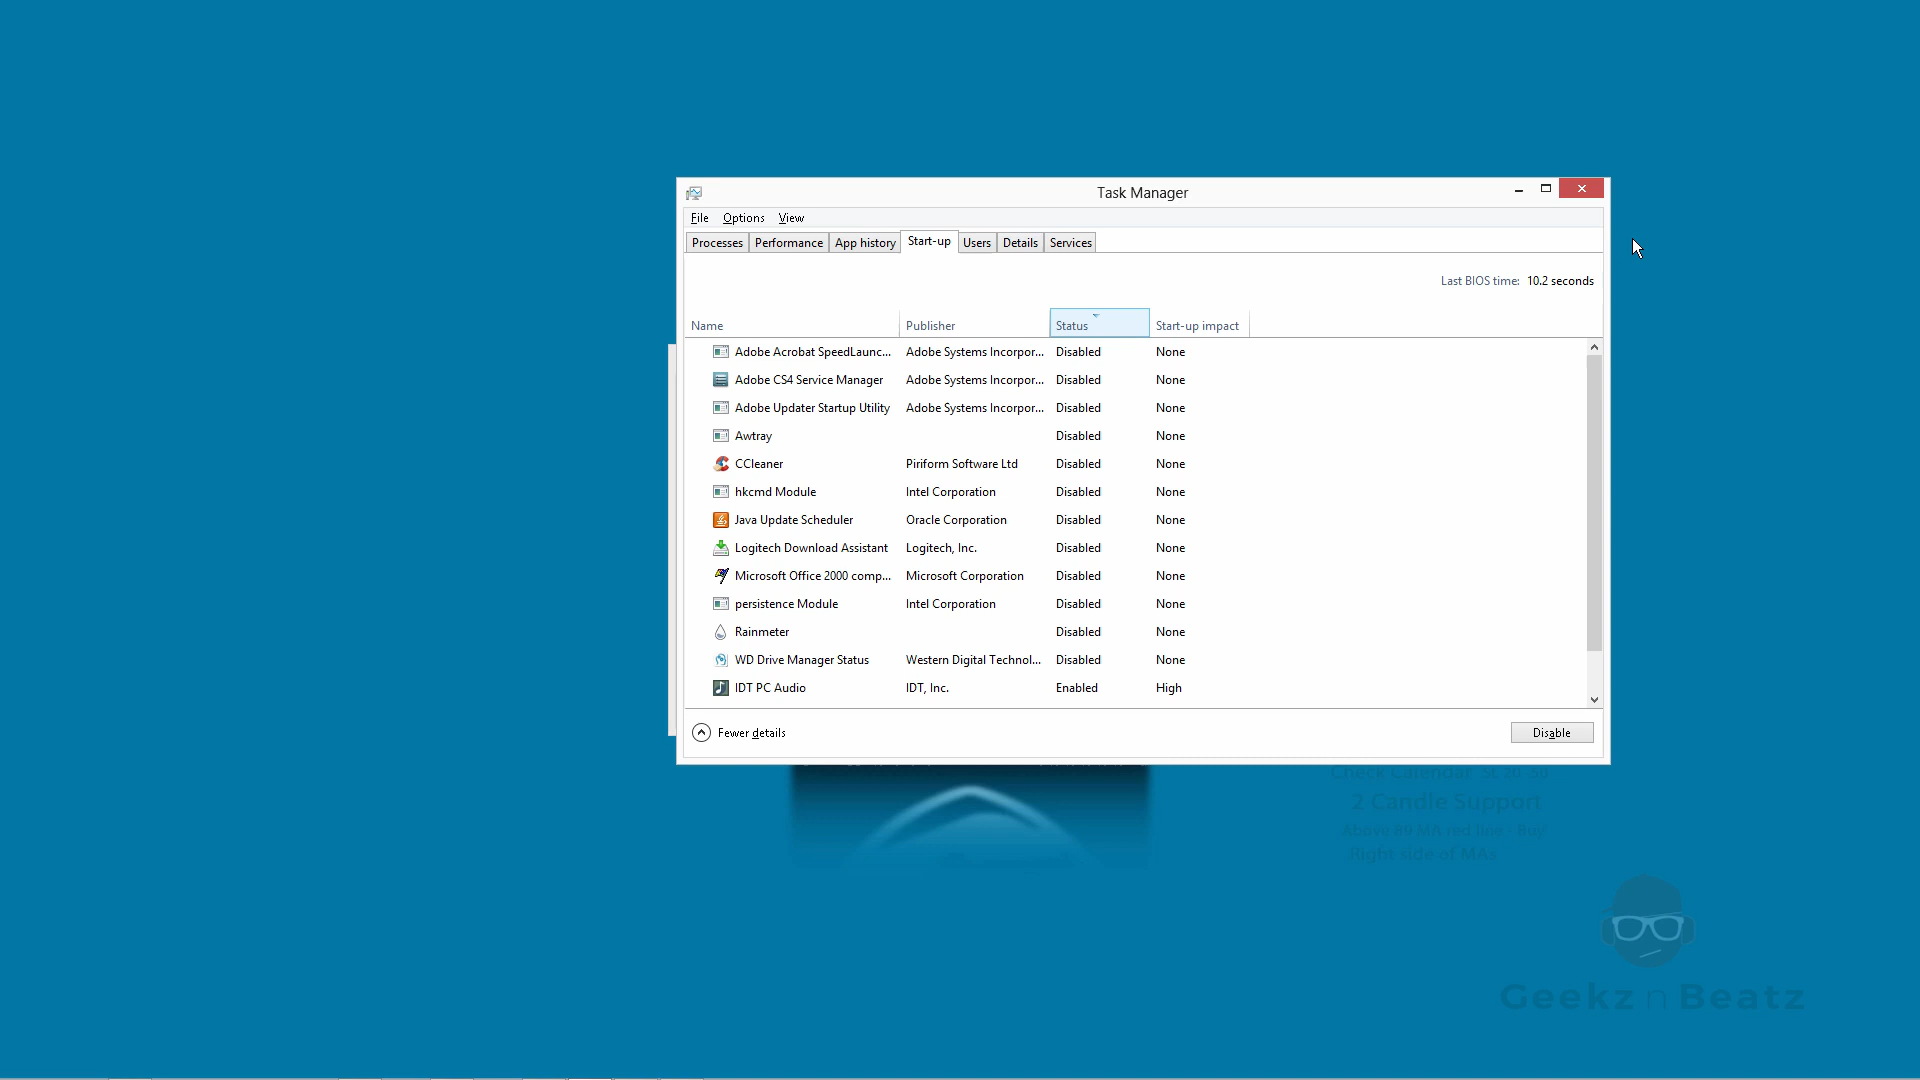 Task Manager
File Options View
Processes Performance App history Start-up Users Details Services
Last BIOS time: 10.2 seconds
Name Publisher Status Start-up impact
Adobe Acrobat SpeedLaunc... Adobe Systems Incorpor... Disabled None
Adobe CS4 Service Manager Adobe Systems Incorpor... Disabled None
Adobe Updater Startup Utility Adobe Systems Incorpor... Disabled None
Awtray Disabled None
CCleaner Piriform Software Ltd Disabled None
hkcmd Module Intel Corporation Disabled None
Java Update Scheduler Oracle Corporation Disabled None
Logitech Download Assistant Logitech, Inc. Disabled None
Microsoft Office 2000 comp... Microsoft Corporation Disabled None
persistence Module Intel Corporation Disabled None
Rainmeter Disabled None
WD Drive Manager Status Western Digital Technol... Disabled None
IDT PC Audio IDT, Inc. Enabled High
Fewer details Disable
Check Calendar
2 Candle Support
Right side of MAs
Geekz n Beatz